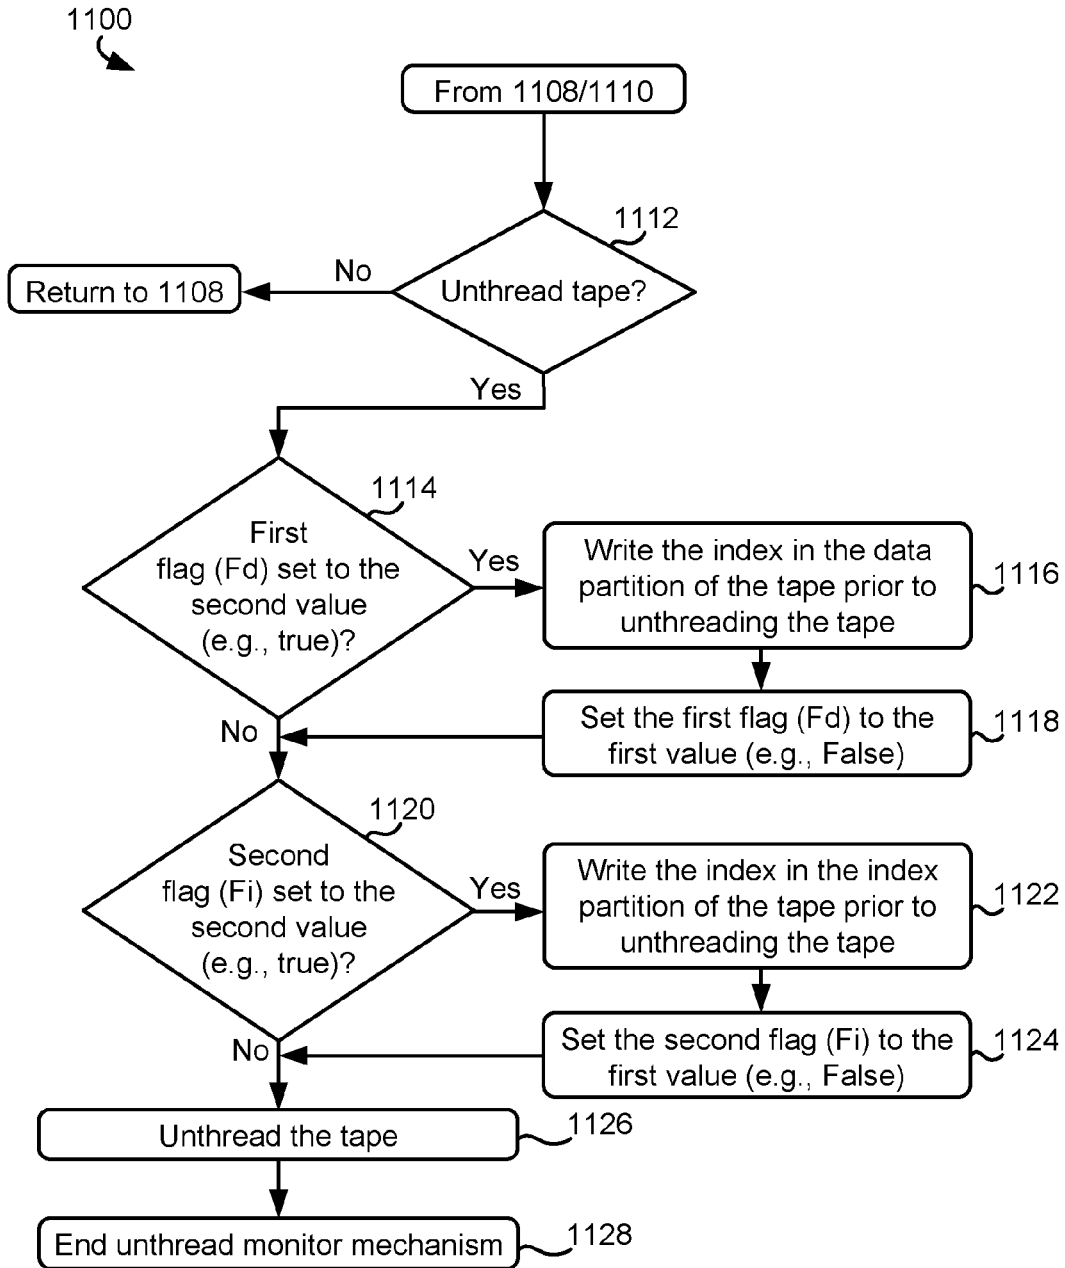 1100
From 1108/1110
1112
Unthread tape?
No
Return to 1108
Yes
1114
First
flag (Fd) set to the
second value
(e.g., true)?
Yes
Write the index in the data
partition of the tape prior to
unthreading the tape
1116
Set the first flag (Fd) to the
first value (e.g., False)
1118
No
1120
Second
flag (Fi) set to the
second value
(e.g., true)?
Yes
Write the index in the index
partition of the tape prior to
unthreading the tape
1122
Set the second flag (Fi) to the
first value (e.g., False)
1124
No
Unthread the tape
1126
End unthread monitor mechanism
1128